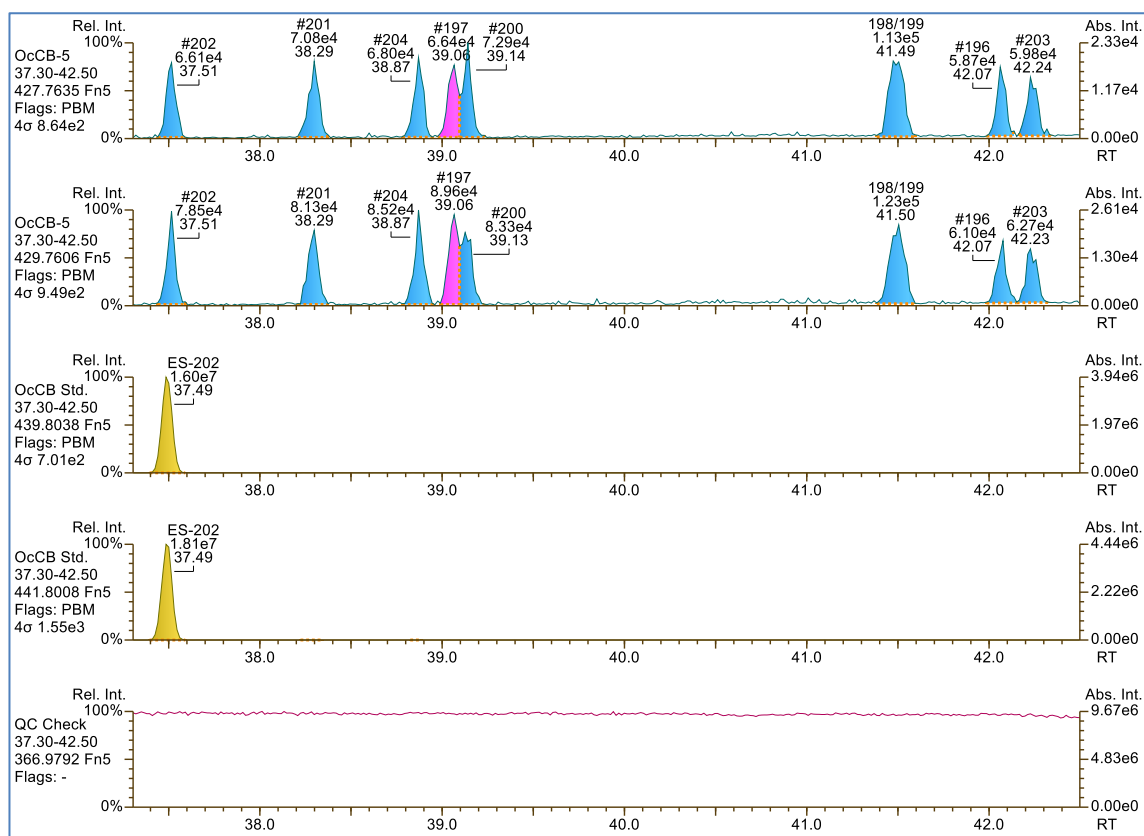 Rel. Int.
Abs. Int.
OcCB-5
37.30-42.50
427.7635 Fn5
Flags: PBM
4σ 8.64e2
100%
0%
#202
6.61e4
37.51
#201
7.08e4
38.29
#204
6.80e4
38.87
#197
6.64e4
39.06
#200
7.29e4
39.14
198/199
1.13e5
41.49
#196
5.87e4
42.07
#203
5.98e4
42.24
2.33e4
1.17e4
0.00e0
38.0 39.0 40.0 41.0 42.0 RT
Rel. Int.
Abs. Int.
OcCB-5
37.30-42.50
429.7606 Fn5
Flags: PBM
4σ 9.49e2
100%
0%
#202
7.85e4
37.51
#201
8.13e4
38.29
#204
8.52e4
38.87
#197
8.96e4
39.06
#200
8.33e4
39.13
198/199
1.23e5
41.50
#196
6.10e4
42.07
#203
6.27e4
42.23
2.61e4
1.30e4
0.00e0
38.0 39.0 40.0 41.0 42.0 RT
Rel. Int.
Abs. Int.
OcCB Std.
37.30-42.50
439.8038 Fn5
Flags: PBM
4σ 7.01e2
100%
0%
ES-202
1.60e7
37.49
3.94e6
1.97e6
0.00e0
38.0 39.0 40.0 41.0 42.0 RT
Rel. Int.
Abs. Int.
OcCB Std.
37.30-42.50
441.8008 Fn5
Flags: PBM
4σ 1.55e3
100%
0%
ES-202
1.81e7
37.49
4.44e6
2.22e6
0.00e0
38.0 39.0 40.0 41.0 42.0 RT
Rel. Int.
Abs. Int.
QC Check
37.30-42.50
366.9792 Fn5
Flags: -
100%
0%
9.67e6
4.83e6
0.00e0
38.0 39.0 40.0 41.0 42.0 RT